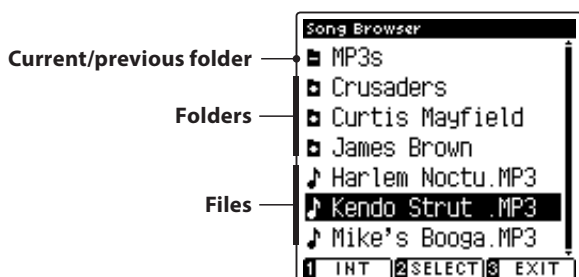 Song Browser
Current/previous folder
MP3s
Folders
Crusaders
Curtis Mayfield
James Brown
Files
Harlem Noctu.MP3
Kendo Strut .MP3
Mike's Booga.MP3
1 INT 2 SELECT 3 EXIT